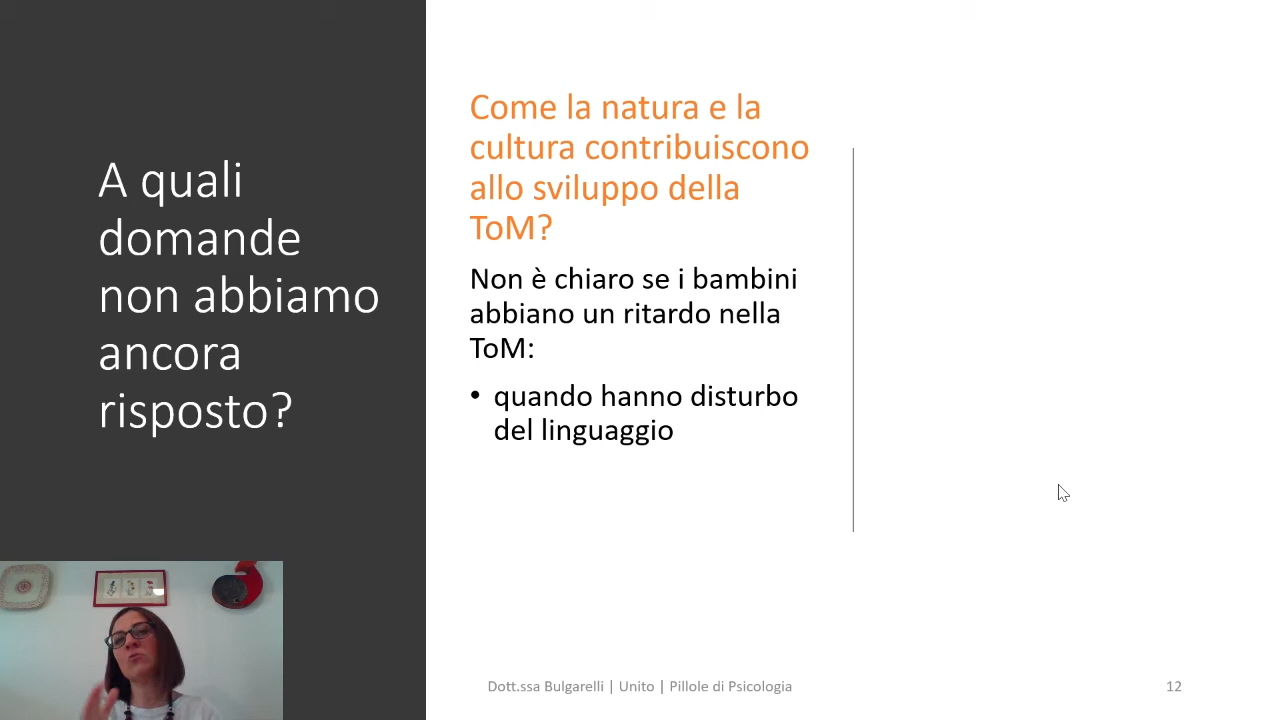 A quali
domande
non abbiamo
ancora
risposto?
Come la natura e la
cultura contribuiscono
allo sviluppo della
ToM?
Non è chiaro se i bambini
abbiano un ritardo nella
ToM:
• quando hanno disturbo
del linguaggio
Dott.ssa Bulgarelli | Unito | Pillole di Psicologia
12